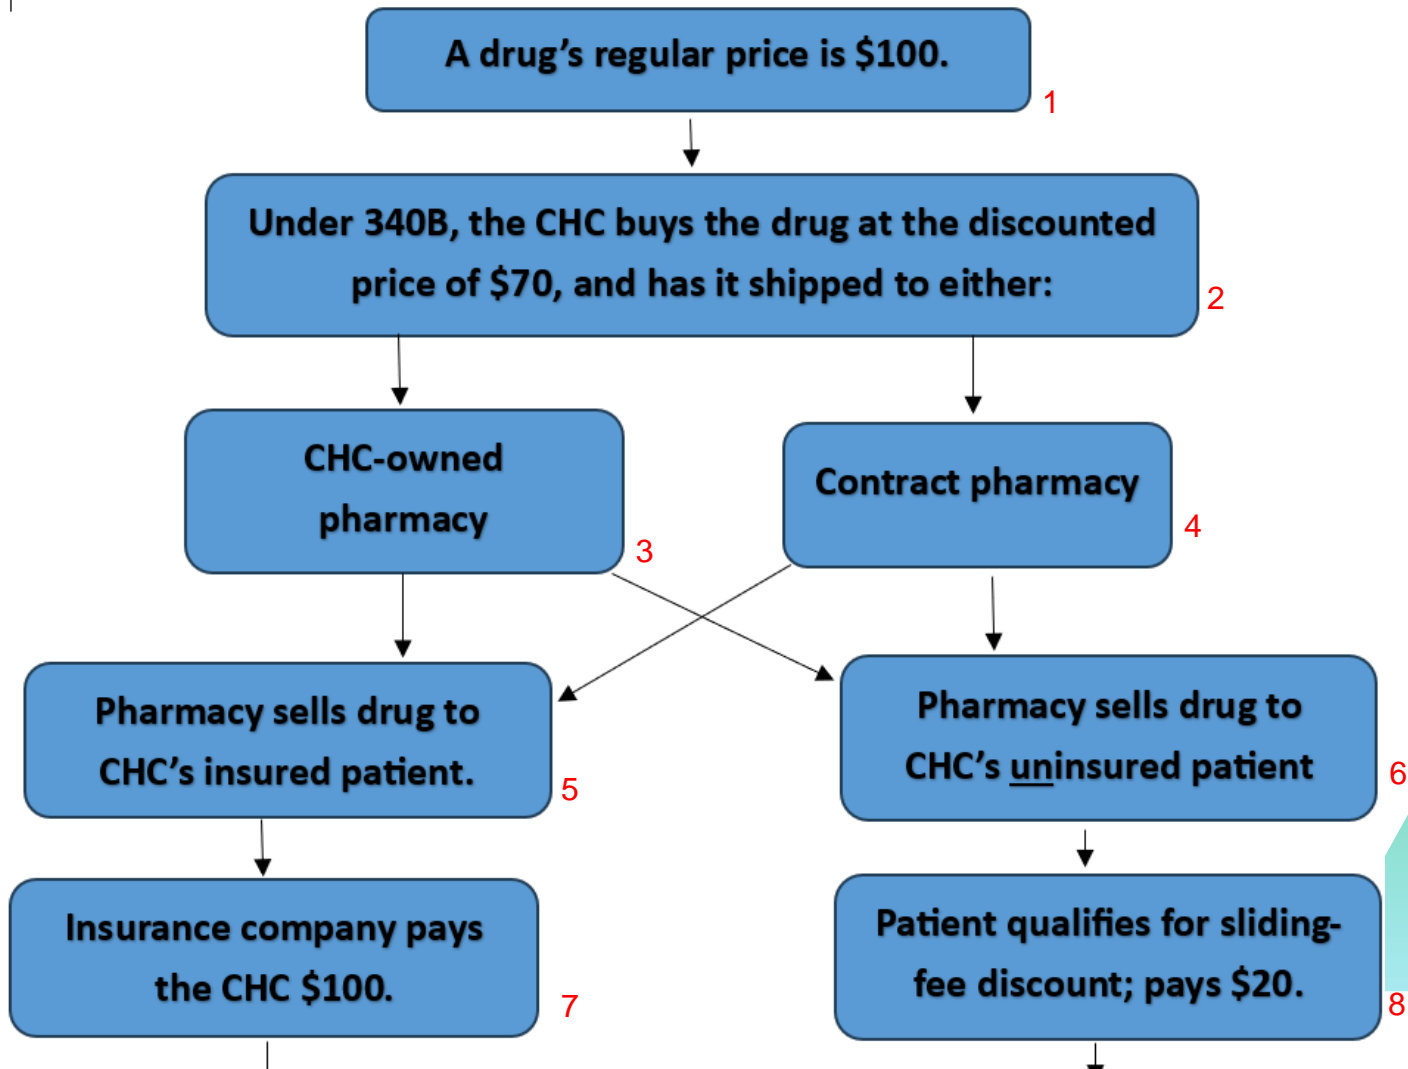 A drug’s regular price is $100.
1
Under 340B, the CHC buys the drug at the discounted
price of $70, and has it shipped to either:
2
CHC-owned
pharmacy
3
Contract pharmacy
4
Pharmacy sells drug to
CHC’s insured patient.
5
Pharmacy sells drug to
CHC’s uninsured patient
6
Insurance company pays
the CHC $100.
7
Patient qualifies for sliding-
fee discount; pays $20.
8